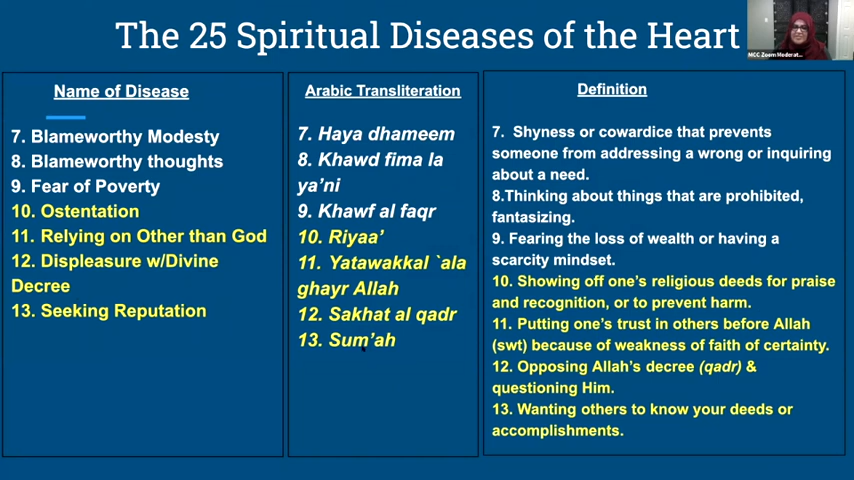 The 25 Spiritual Diseases of the Heart
MCC Zoom Moderat...
Name of Disease
7. Blameworthy Modesty
8. Blameworthy thoughts
9. Fear of Poverty
10. Ostentation
11. Relying on Other than God
12. Displeasure w/Divine
Decree
13. Seeking Reputation
Arabic Transliteration
7. Haya dhameem
8. Khawd fima la
ya'ni
9. Khawf al faqr
10. Riyaa'
11. Yatawakkal `ala
ghayr Allah
12. Sakhat al qadr
13. Sum'ah
Definition
7. Shyness or cowardice that prevents
someone from addressing a wrong or inquiring
about a need.
8.Thinking about things that are prohibited,
fantasizing.
9. Fearing the loss of wealth or having a
scarcity mindset.
10. Showing off one's religious deeds for praise
and recognition, or to prevent harm.
11. Putting one's trust in others before Allah
(swt) because of weakness of faith of certainty.
12. Opposing Allah's decree (qadr) &
questioning Him.
13. Wanting others to know your deeds or
accomplishments.